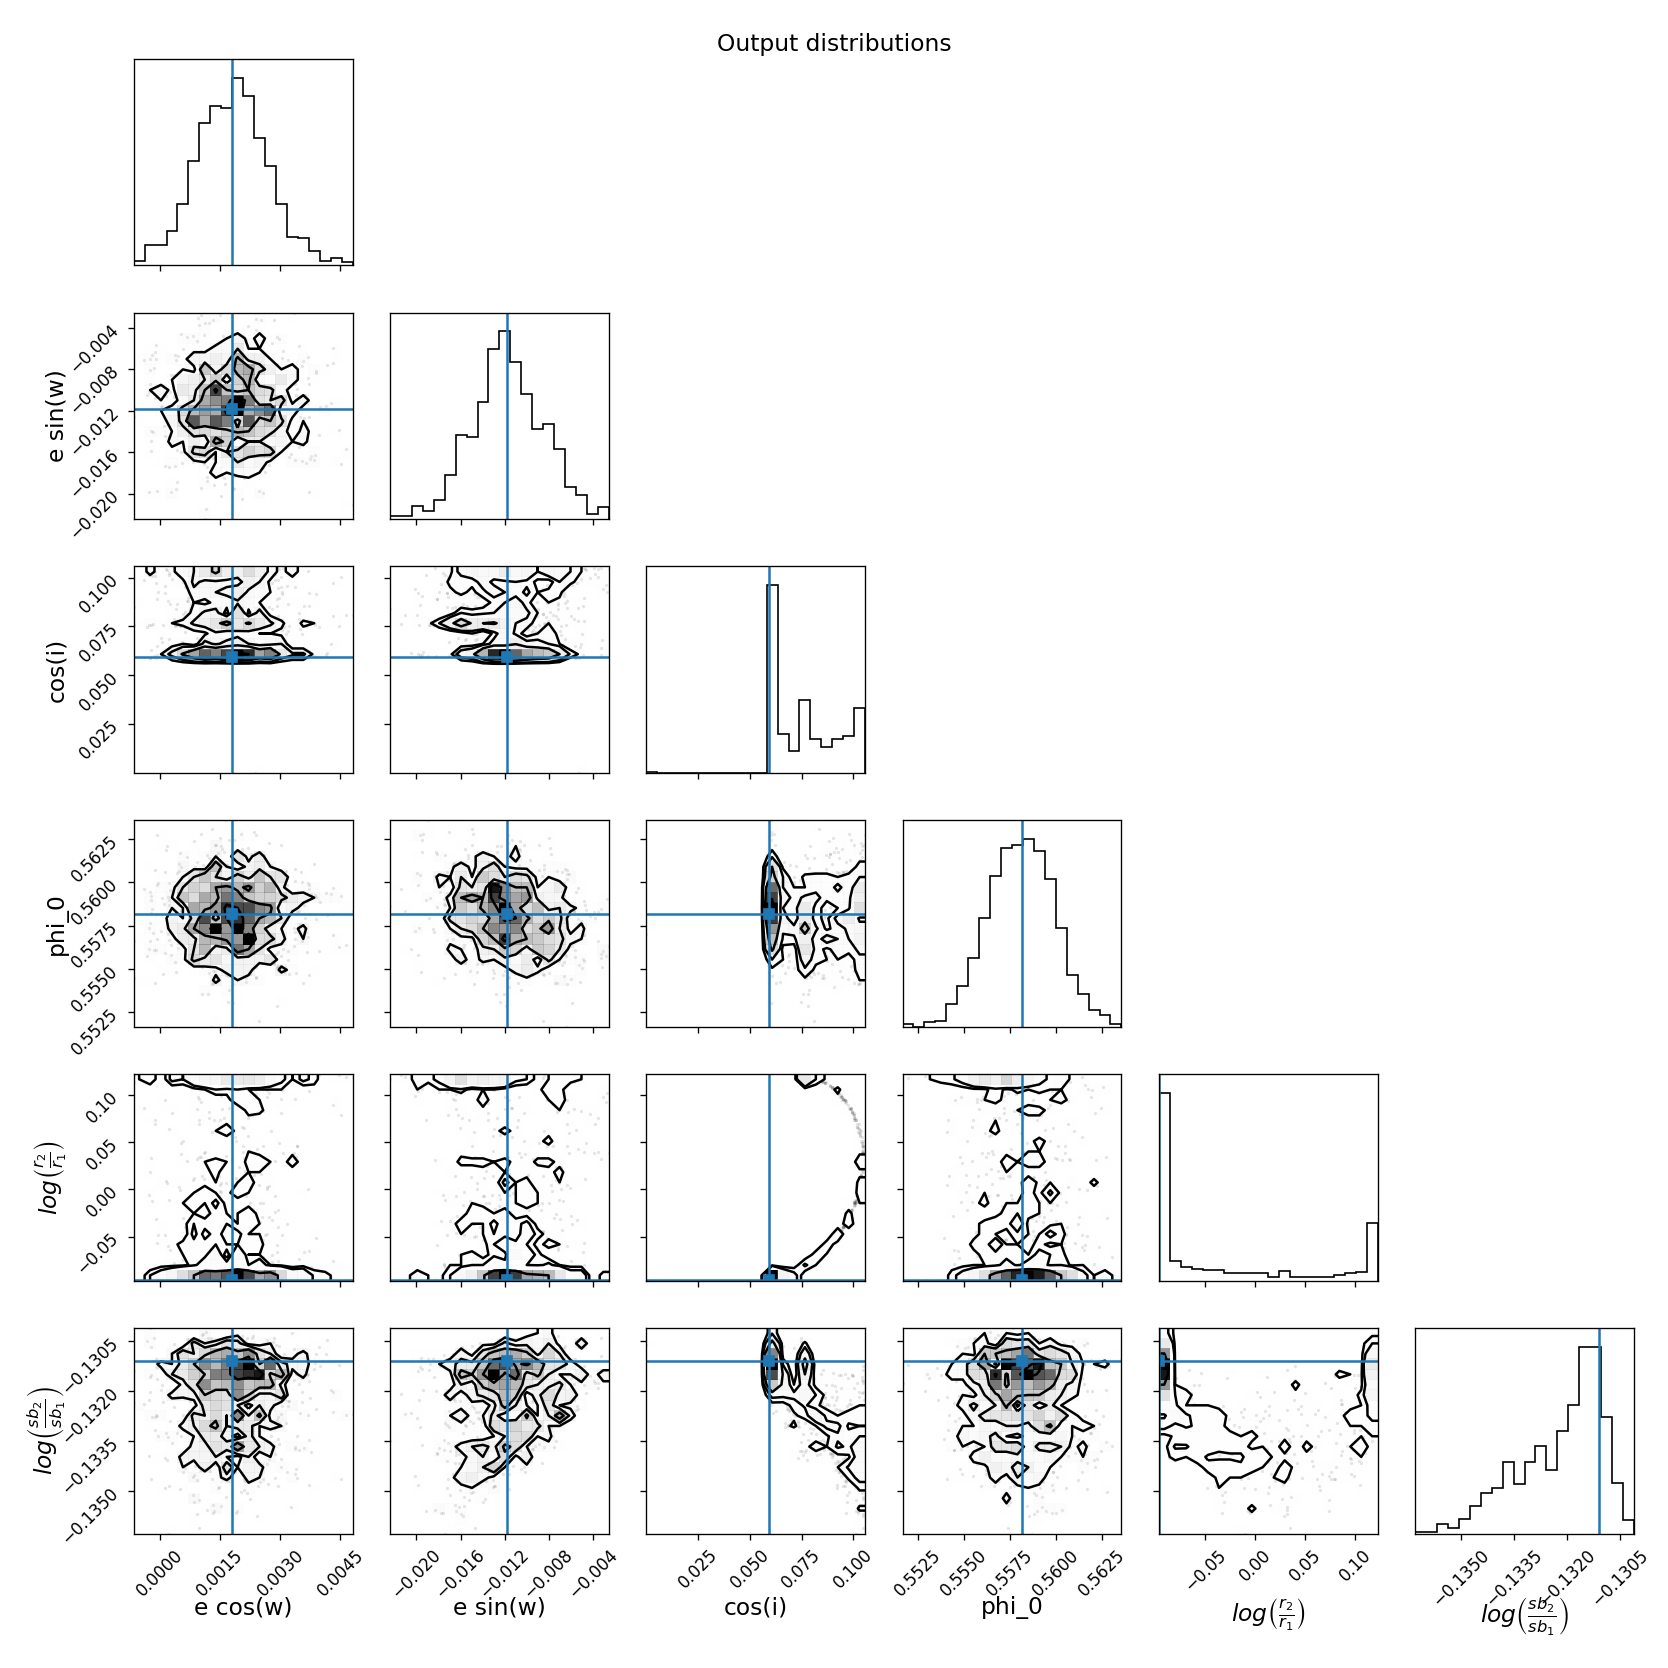 Output distributions
e sin(w)
−0.004
−0.008
−0.012
−0.016
−0.020
cos(i)
0.100
0.075
0.050
0.025
phi_0
0.5625
0.5600
0.5575
0.5550
0.5525
log(r₂/r₁)
0.10
0.05
0.00
−0.05
log(sb₂/sb₁)
−0.1305
−0.1320
−0.1335
−0.1350
0.0000 0.0015 0.0030 0.0045
e cos(w)
−0.020 −0.016 −0.012 −0.008 −0.004
e sin(w)
0.025 0.050 0.075 0.100
cos(i)
0.5525 0.5550 0.5575 0.5600 0.5625
phi_0
−0.05 0.00 0.05 0.10
log(r₂/r₁)
−0.1350 −0.1335 −0.1320 −0.1305
log(sb₂/sb₁)